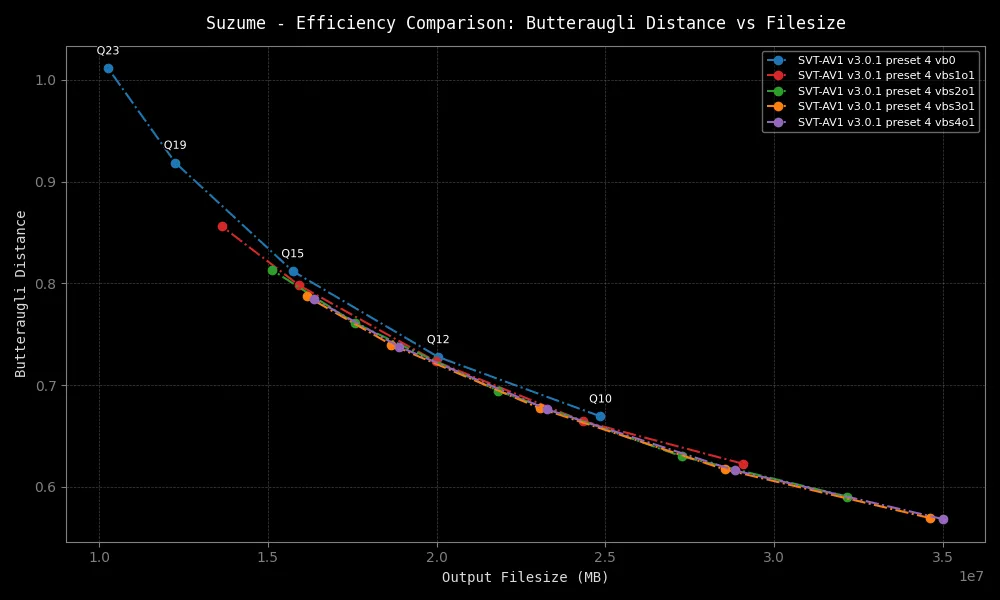 Suzume - Efficiency Comparison: Butteraugli Distance vs Filesize
Q23
Q19
Q15
Q12
Q10
SVT-AV1 v3.0.1 preset 4 vb0
SVT-AV1 v3.0.1 preset 4 vbs1o1
SVT-AV1 v3.0.1 preset 4 vbs2o1
SVT-AV1 v3.0.1 preset 4 vbs3o1
SVT-AV1 v3.0.1 preset 4 vbs4o1
Butteraugli Distance
1.0
0.9
0.8
0.7
0.6
1.0 1.5 2.0 2.5 3.0 3.5
1e7
Output Filesize (MB)